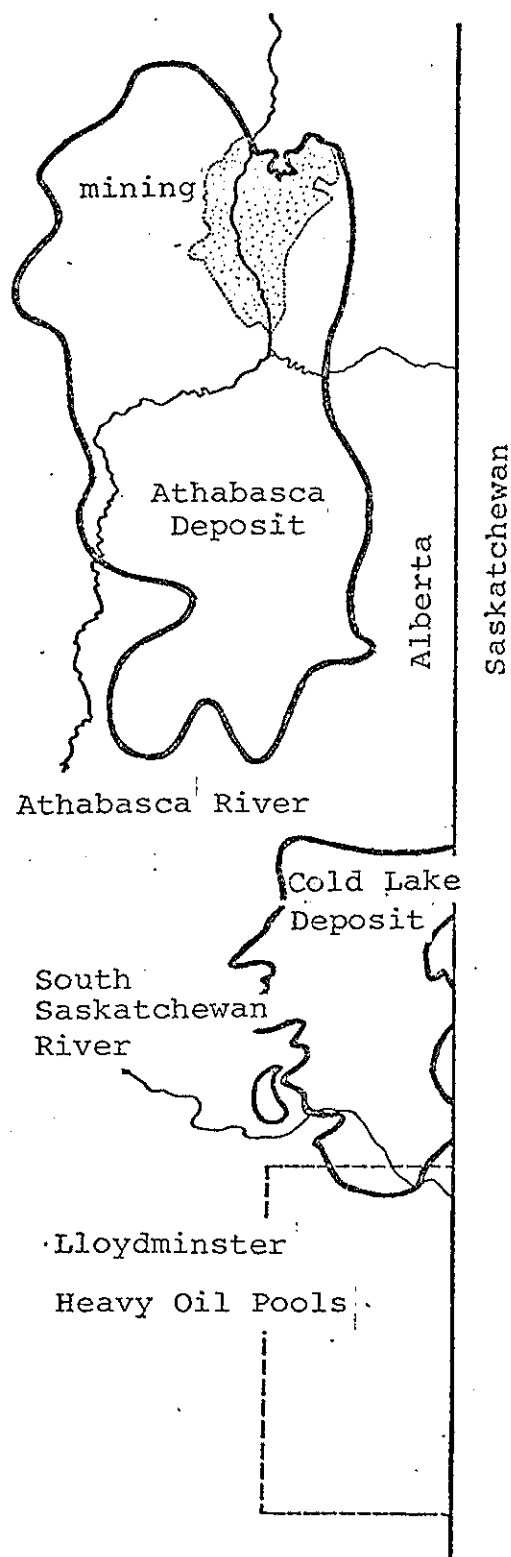 mining
Athabasca
Deposit
Alberta
Saskatchewan
Athabasca River
Cold Lake
Deposit
South
Saskatchewan
River
Lloydminster
Heavy Oil Pools